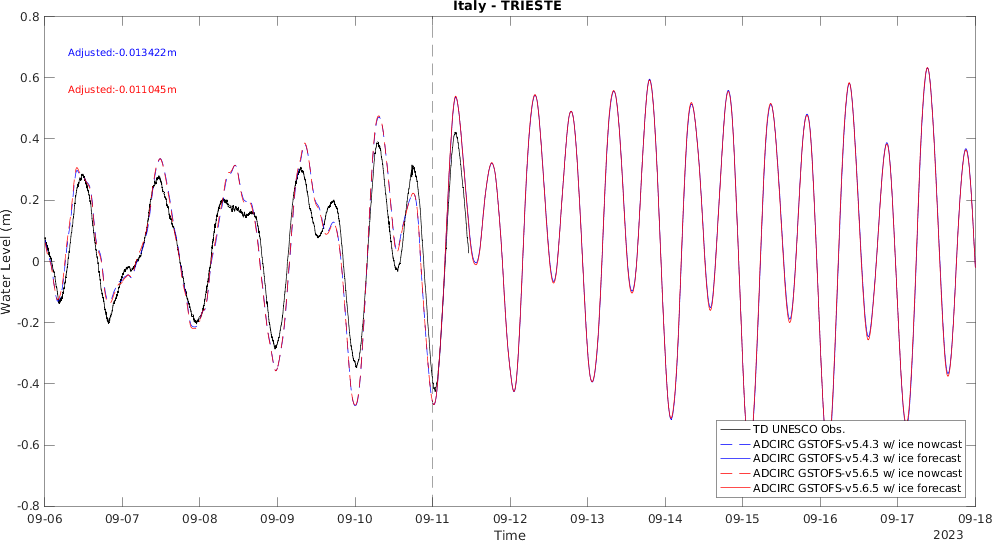 Italy - TRIESTE
Adjusted:-0.013422m
Adjusted:-0.011045m
Water Level (m)
0.8
0.6
0.4
0.2
0
-0.2
-0.4
-0.6
-0.8
TD UNESCO Obs.
ADCIRC GSTOFS-v5.4.3 w/ ice nowcast
ADCIRC GSTOFS-v5.4.3 w/ ice forecast
ADCIRC GSTOFS-v5.6.5 w/ ice nowcast
ADCIRC GSTOFS-v5.6.5 w/ ice forecast
09-06 09-07 09-08 09-09 09-10 09-11 09-12 09-13 09-14 09-15 09-16 09-17 09-18
Time
2023